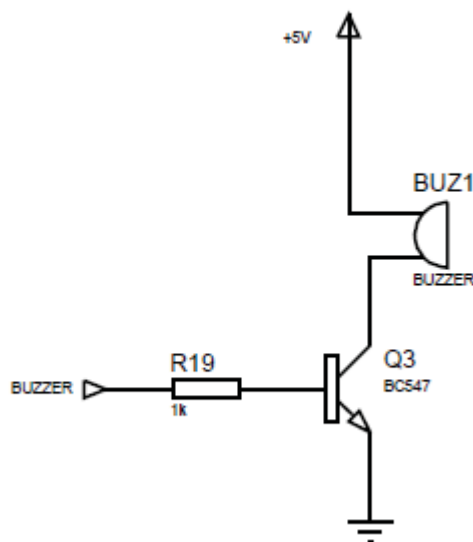 +5V
BUZ1
BUZZER
R19
Q3
BUZZER
1k
BC547